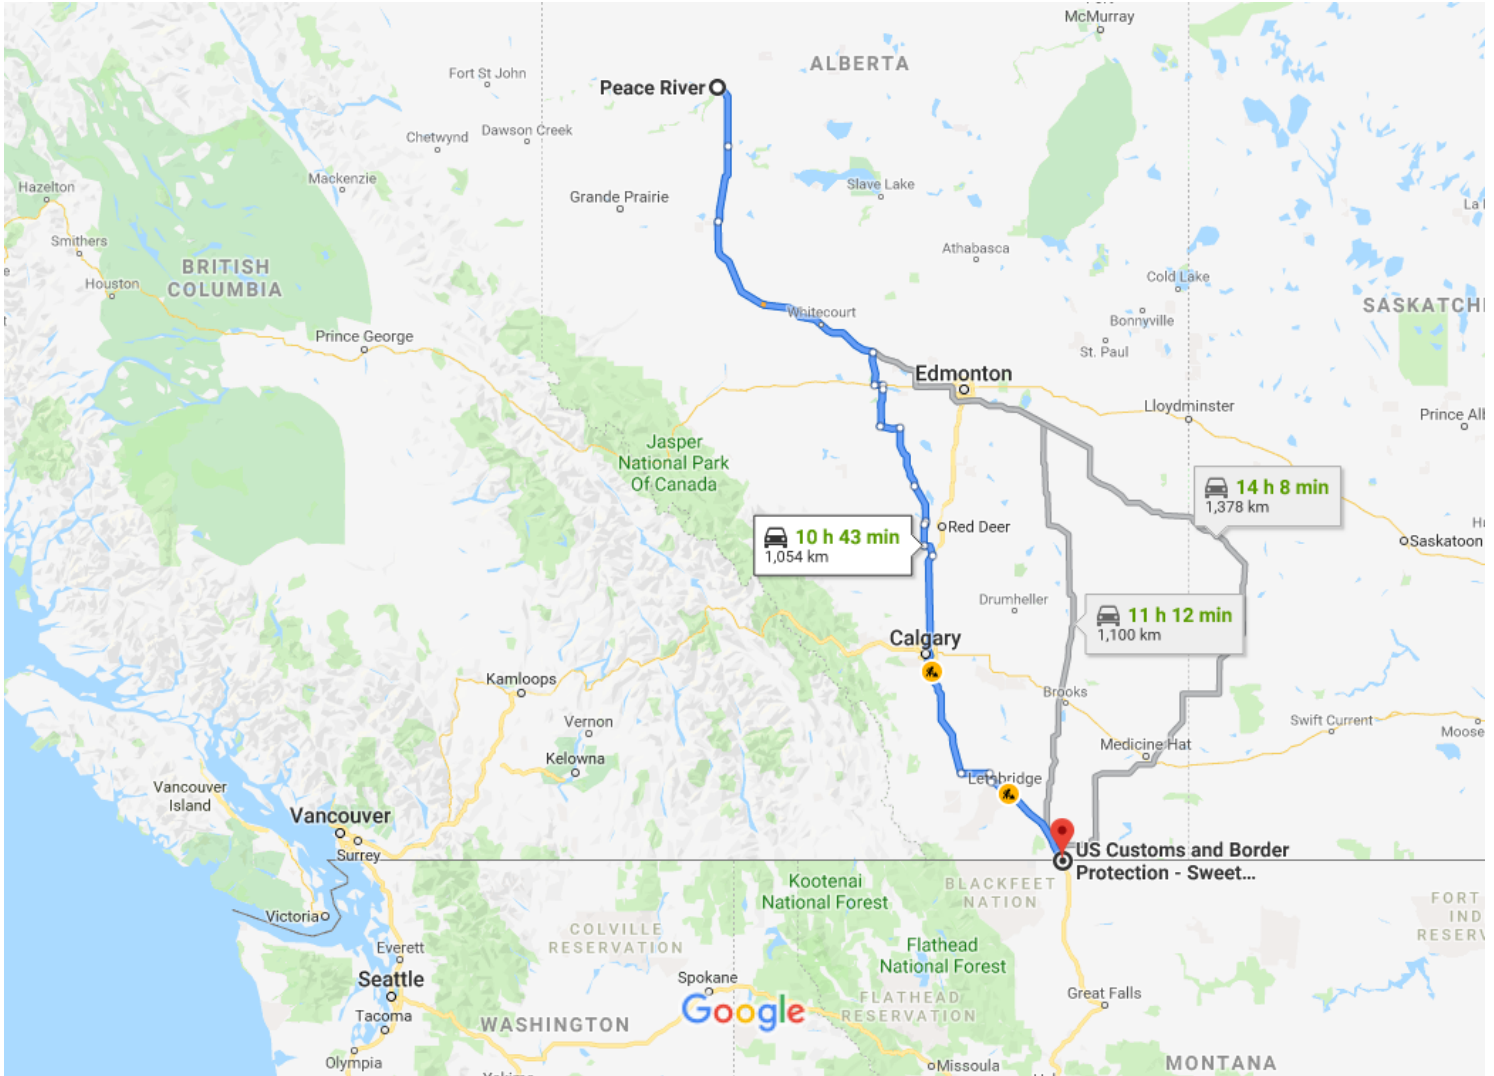 McMurray
ALBERTA
Fort St John
Peace River
Chetwynd
Dawson Creek
Mackenzie
Hazelton
Grande Prairie
Slave Lake
La
Smithers
Athabasca
BRITISH
COLUMBIA
Houston
Cold Lake
SASKATCHE
Whitecourt
Bonnyville
Prince George
St. Paul
Edmonton
Lloydminster
Prince Alb
Jasper
National Park
Of Canada
14 h 8 min
1,378 km
Red Deer
10 h 43 min
1,054 km
Saskatoon
Drumheller
11 h 12 min
1,100 km
Calgary
Kamloops
Brooks
Vernon
Swift Current
Moose
Kelowna
Medicine Hat
Lethbridge
Vancouver
Island
Vancouver
Surrey
US Customs and Border
Protection - Sweet...
Kootenai
National Forest
BLACKFEET
NATION
FORT
IND
RESERV
Victoria
COLVILLE
RESERVATION
Everett
Flathead
National Forest
Seattle
Spokane
Google
FLATHEAD
RESERVATION
Great Falls
Tacoma
WASHINGTON
Olympia
Missoula
MONTANA